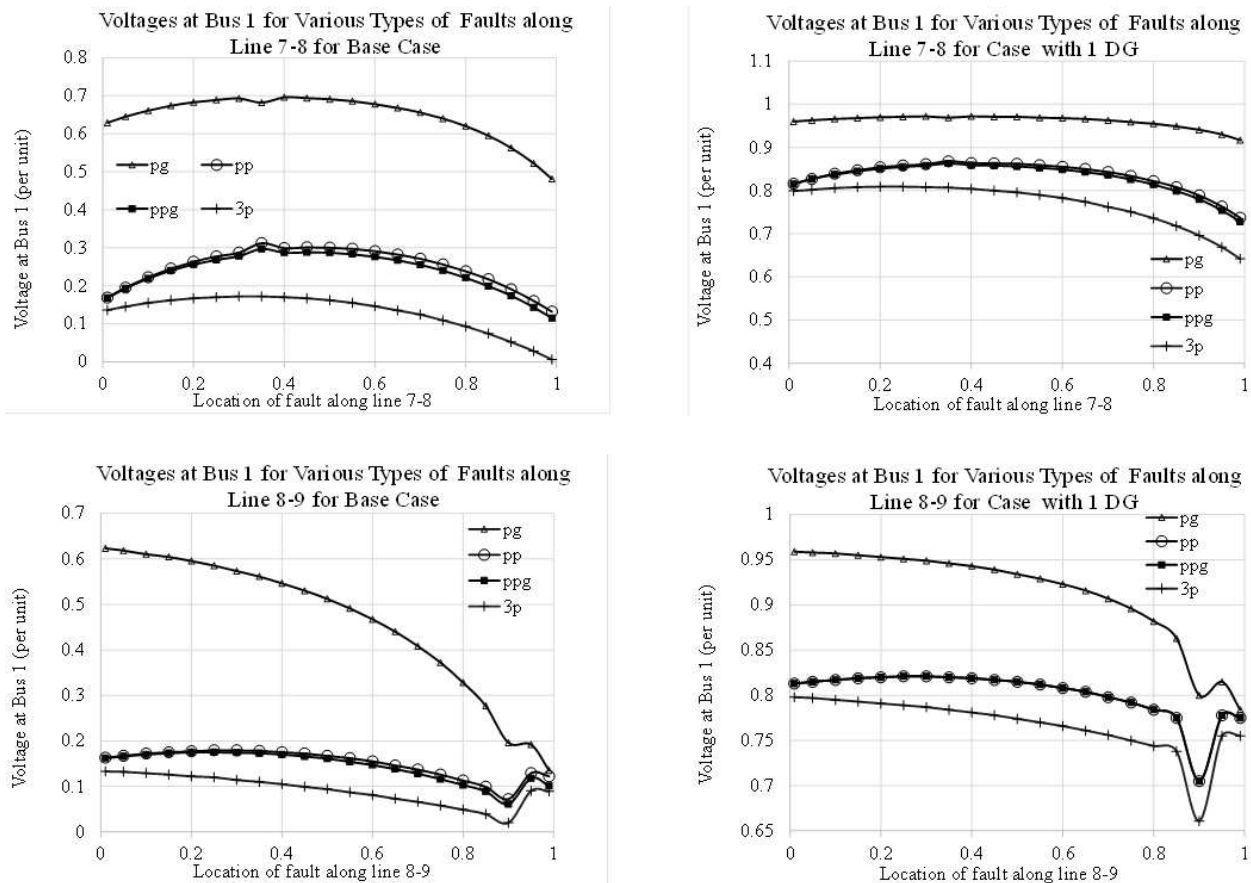 Voltages at Bus 1 for Various Types of Faults along
Line 7-8 for Base Case
0.8
0.7
0.6
0.5
0.4
0.3
0.2
0.1
0
Voltage at Bus 1 (per unit)
pg
pp
ppg
3p
0
0.2
0.4
0.6
0.8
1
Location of fault along line 7-8
Voltages at Bus 1 for Various Types of Faults along
Line 7-8 for Case with 1 DG
1.1
1
0.9
0.8
0.7
0.6
0.5
0.4
Voltage at Bus 1 (per unit)
pg
pp
ppg
3p
0
0.2
0.4
0.6
0.8
1
Location of fault along line 7-8
Voltages at Bus 1 for Various Types of Faults along
Line 8-9 for Base Case
0.7
0.6
0.5
0.4
0.3
0.2
0.1
0
Voltage at Bus 1 (per unit)
pg
pp
ppg
3p
0
0.2
0.4
0.6
0.8
1
Location of fault along line 8-9
Voltages at Bus 1 for Various Types of Faults along
Line 8-9 for Case with 1 DG
1
0.95
0.9
0.85
0.8
0.75
0.7
0.65
Voltage at Bus 1 (per unit)
pg
pp
ppg
3p
0
0.2
0.4
0.6
0.8
1
Location of fault along line 8-9